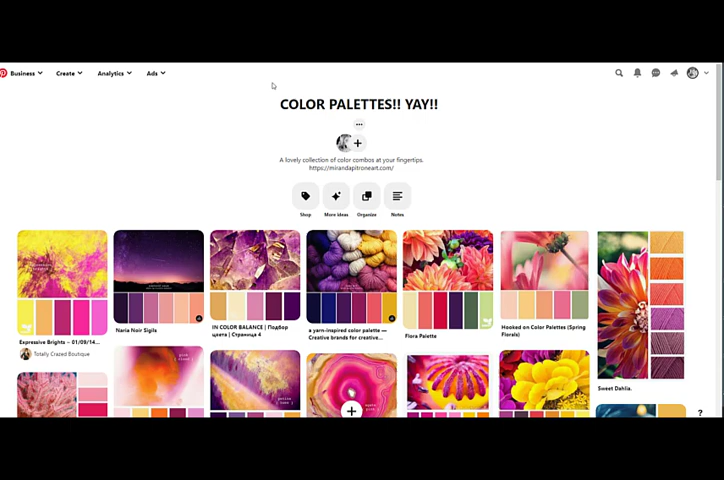 Business Create Analytics Ads
COLOR PALETTES!! YAY!!
A lovely collection of color combos at your fingertips.
https://mirandapitroneart.com/
Shop More Ideas Organize Notes
Expressive Brights – 01/09/14...
Totally Crazed Boutique
Naria Noir Sigils
IN COLOR BALANCE | Подбор
цвета | Страница 4
a yarn-inspired color palette —
Creative brands for creative...
Flora Palette
Hooked on Color Palettes (Spring
Florals)
Sweet Dahlia.
?